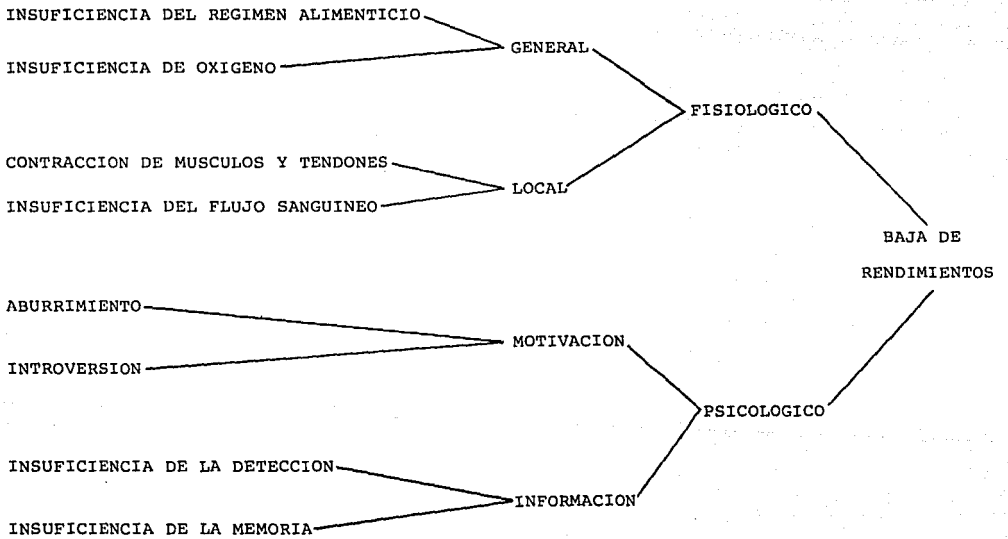 INSUFICIENCIA DEL REGIMEN ALIMENTICIO
GENERAL
INSUFICIENCIA DE OXIGENO
FISIOLOGICO
CONTRACCION DE MUSCULOS Y TENDONES
LOCAL
INSUFICIENCIA DEL FLUJO SANGUINEO
BAJA DE
RENDIMIENTOS
ABURRIMIENTO
MOTIVACION
INTROVERSION
PSICOLOGICO
INSUFICIENCIA DE LA DETECCION
INFORMACION
INSUFICIENCIA DE LA MEMORIA